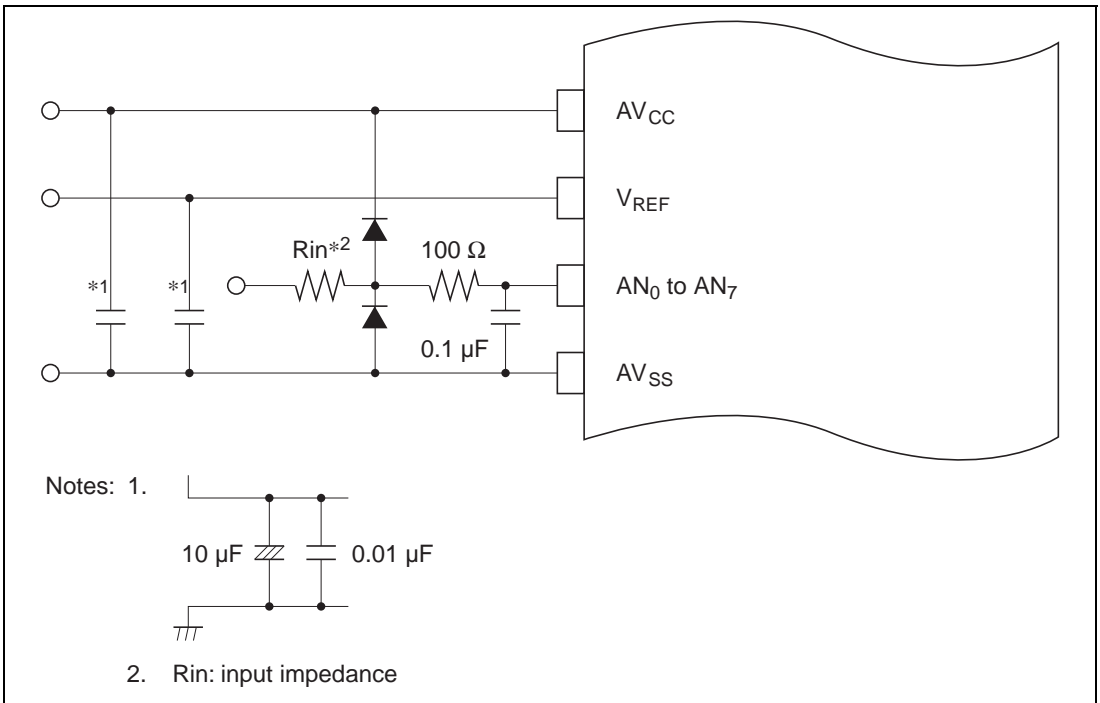 AVCC
VREF
Rin*2
100 Ω
*1
*1
AN0 to AN7
0.1 µF
AVSS
Notes: 1.
10 µF
0.01 µF
2. Rin: input impedance